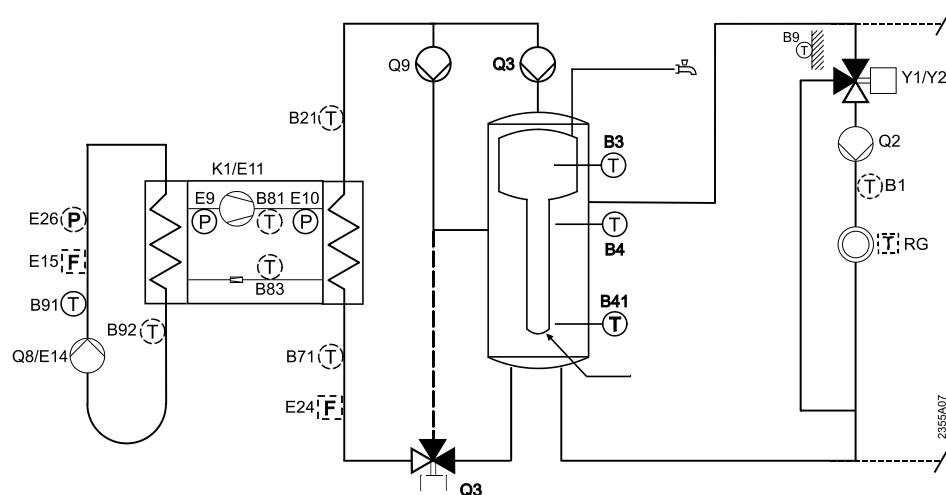 B9
T
Q9
Q3
Y1/Y2
B21
T
B3
T
Q2
K1/E11
T
B1
E9
B81
E10
P
T
P
E26
P
T
B4
T
RG
E15
F
T
B83
B91
T
B92
T
B41
T
Q8/E14
B71
T
E24
F
2355A07
Q3